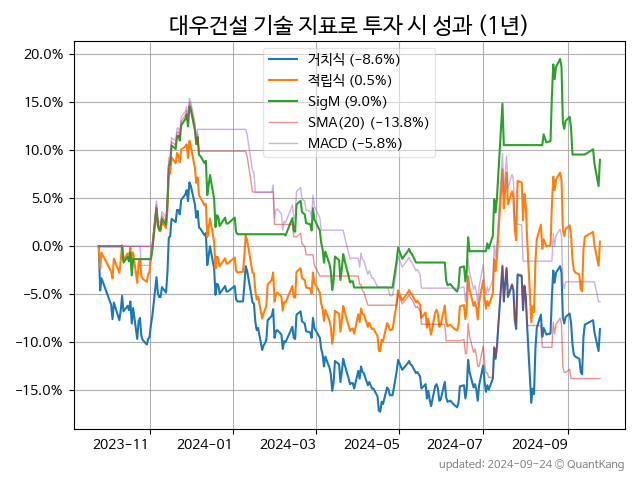 대우건설 기술 지표로 투자 시 성과 (1년)
20.0%
15.0%
10.0%
5.0%
0.0%
−5.0%
−10.0%
−15.0%
거치식 (−8.6%)
적립식 (0.5%)
SigM (9.0%)
SMA(20) (−13.8%)
MACD (−5.8%)
2023−11 2024−01 2024−03 2024−05 2024−07 2024−09
updated: 2024−09−24 © QuantKang